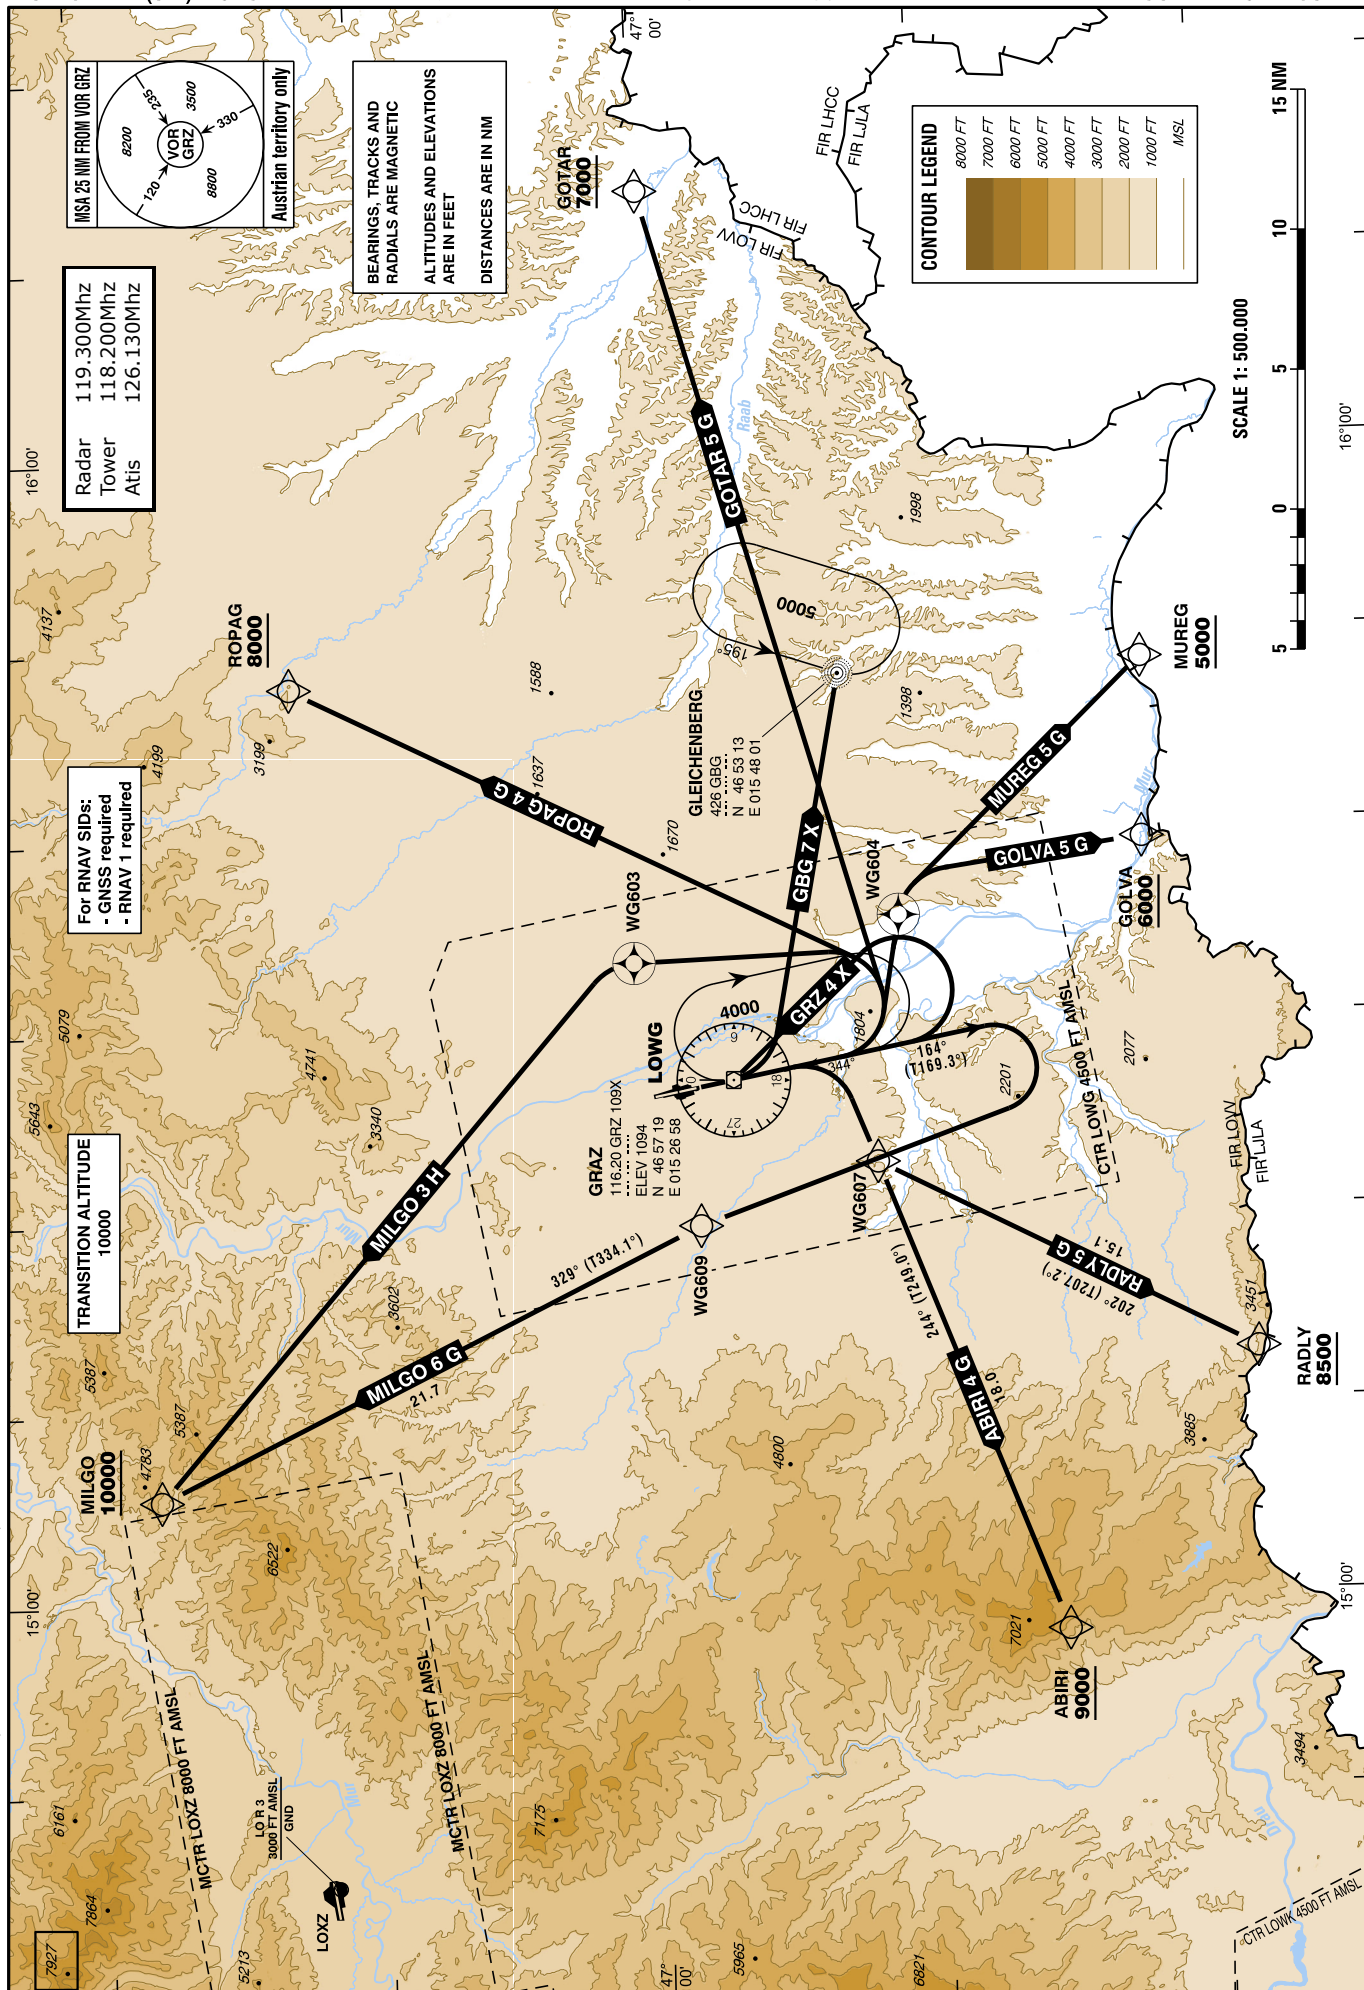 MSA 25 NM FROM VOR GRZ
8200
235
3500
120
VOR
GRZ
330
8800
Austrian territory only
Radar 119.300Mhz
Tower 118.200Mhz
Atis 126.130Mhz
BEARINGS, TRACKS AND
RADIALS ARE MAGNETIC
ALTITUDES AND ELEVATIONS
ARE IN FEET
DISTANCES ARE IN NM
For RNAV SIDs:
- GNSS required
- RNAV 1 required
TRANSITION ALTITUDE
10000
CONTOUR LEGEND
8000 FT
7000 FT
6000 FT
5000 FT
4000 FT
3000 FT
2000 FT
1000 FT
MSL
SCALE 1: 500.000
5
0
5
10
15 NM
47°
00'
47°
00'
16°00'
16°00'
15°00'
15°00'
GOTAR
7000
ROPAG
8000
MILGO
10000
ABIRI
9000
RADLY
8500
GOLVA
6000
MUREG
5000
WG603
WG604
WG607
WG609
GOTAR 5 G
ROPAG 4 G
GBG 7 X
GRZ 4 X
MUREG 5 G
GOLVA 5 G
MILGO 3 H
MILGO 6 G
21.7
329° (T334.1°)
ABIRI 4 G
18.0
244° (T249.0°)
RADLY 5 G
15.1
202° (T207.2°)
164°
(T169.3°)
344°
195°
5000
4000
GLEICHENBERG
426 GBG
N 46 53 13
E 015 48 01
LOWG
GRAZ
116.20 GRZ 109X
ELEV 1094
N 46 57 19
E 015 26 58
0
9
18
27
FIR LHCC
FIR LJLA
FIR LOVV
FIR LHCC
FIR LOVV
FIR LJLA
CTR LOWG 4500 FT AMSL
MCTR LOXZ 8000 FT AMSL
MCTR LOXZ 8000 FT AMSL
CTR LOWK 4500 FT AMSL
LO R 3
3000 FT AMSL
GND
LOXZ
Raab
Mur
Mur
Mur
Drau
4137
4199
3199
1588
1637
1670
1998
1398
5079
5643
4741
3340
3602
5387
5387
4783
6522
1804
2201
2077
3451
3885
4800
7021
7175
3494
6161
7864
7927
5213
5965
6821